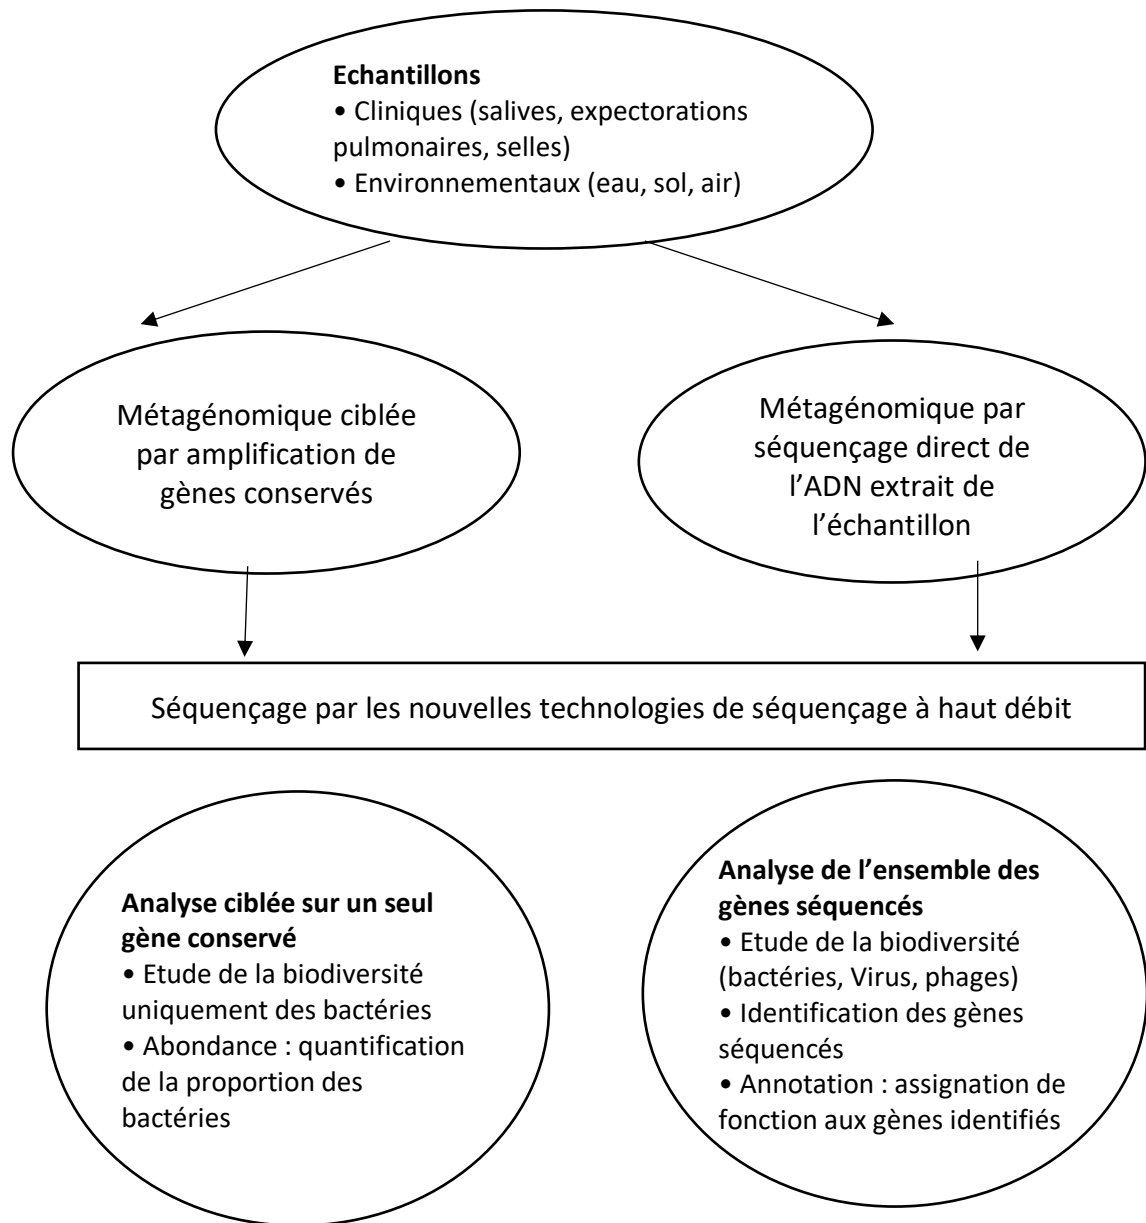 Echantillons
• Cliniques (salives, expectorations
pulmonaires, selles)
• Environnementaux (eau, sol, air)
Métagénomique ciblée
par amplification de
gènes conservés
Métagénomique par
séquençage direct de
l’ADN extrait de
l’échantillon
Séquençage par les nouvelles technologies de séquençage à haut débit
Analyse ciblée sur un seul
gène conservé
• Etude de la biodiversité
uniquement des bactéries
• Abondance : quantification
de la proportion des
bactéries
Analyse de l’ensemble des
gènes séquencés
• Etude de la biodiversité
(bactéries, Virus, phages)
• Identification des gènes
séquencés
• Annotation : assignation de
fonction aux gènes identifiés